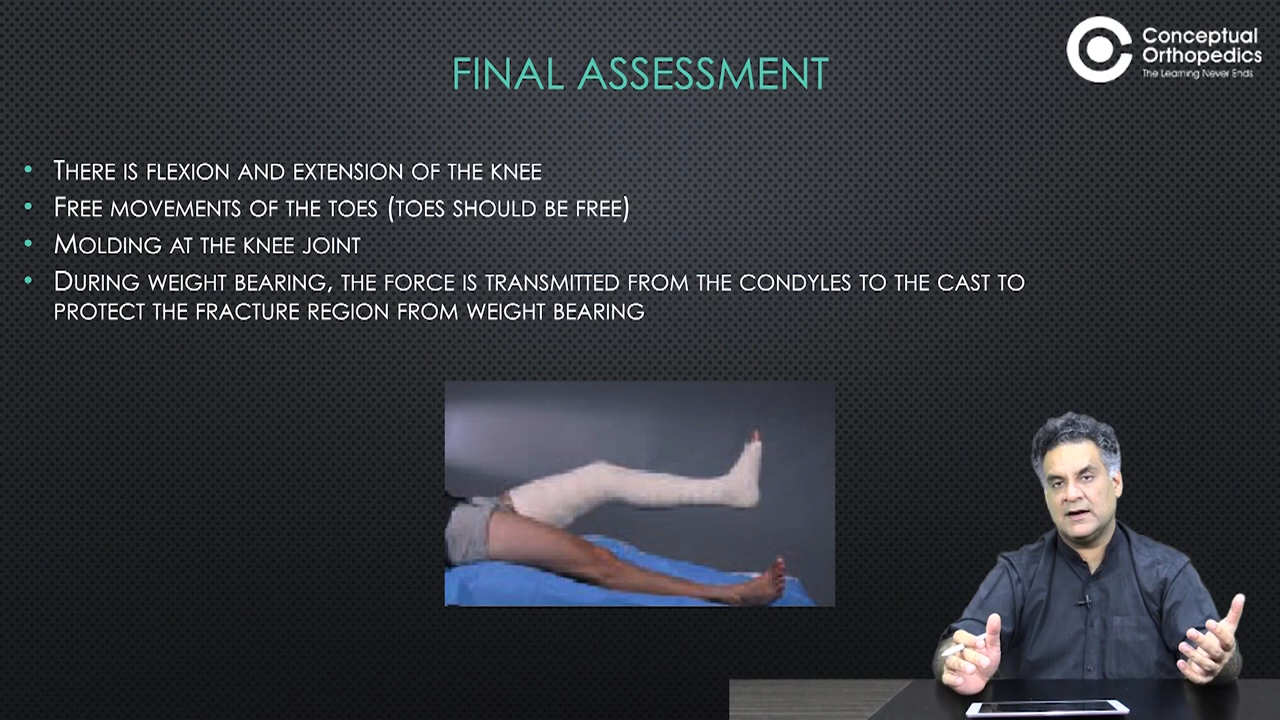 Conceptual
Orthopedics
The Learning Never Ends
FINAL ASSESSMENT
• THERE IS FLEXION AND EXTENSION OF THE KNEE
• FREE MOVEMENTS OF THE TOES (TOES SHOULD BE FREE)
• MOLDING AT THE KNEE JOINT
• DURING WEIGHT BEARING, THE FORCE IS TRANSMITTED FROM THE CONDYLES TO THE CAST TO
PROTECT THE FRACTURE REGION FROM WEIGHT BEARING